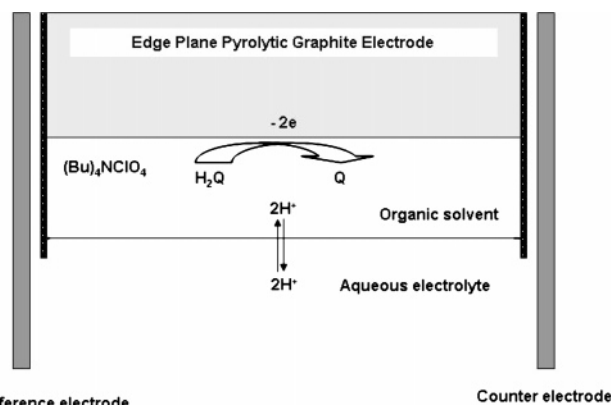 Edge Plane Pyrolytic Graphite Electrode
- 2e
(Bu)₄NClO₄
H₂Q
Q
2H⁺
Organic solvent
2H⁺
Aqueous electrolyte
ference electrode
Counter electrode